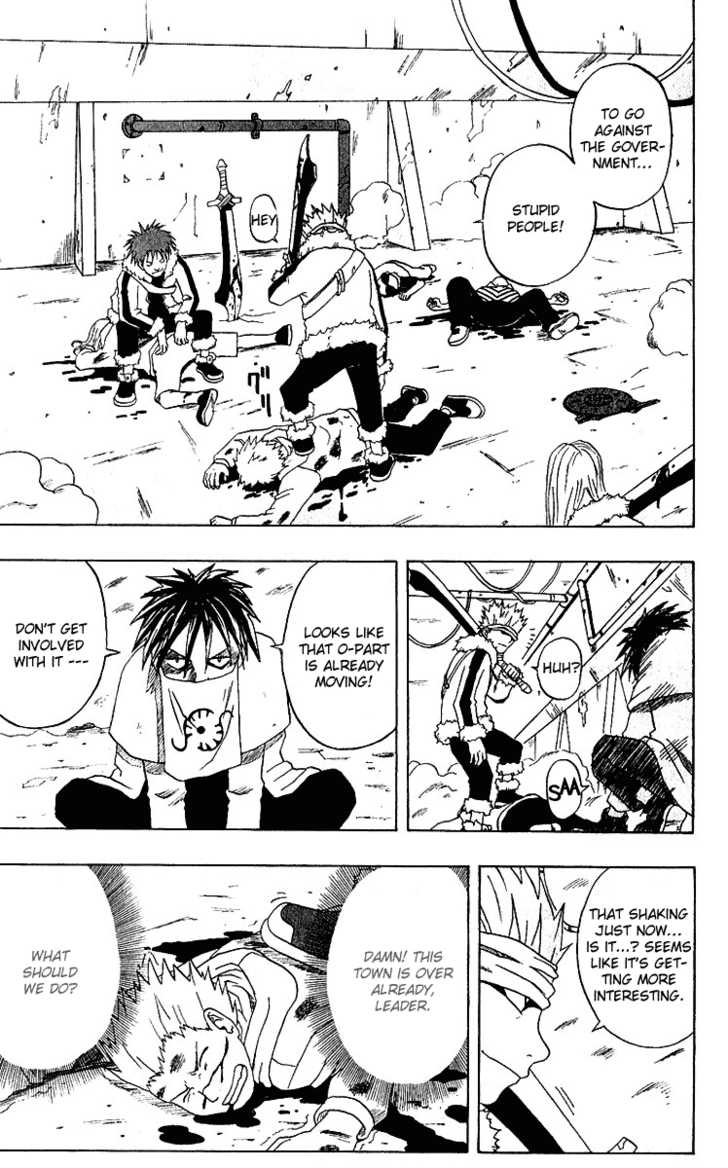 TO GO
AGAINST
THE GOVER-
NMENT...
STUPID
PEOPLE!
HEY
グッ
HUH?
SAA
LOOKS LIKE
THAT O-PART
IS ALREADY
MOVING!
DON'T GET
INVOLVED
WITH IT ---
THAT SHAKING
JUST NOW...
IS IT...? SEEMS
LIKE IT'S GET-
TING MORE
INTERESTING.
DAMN! THIS
TOWN IS OVER
ALREADY,
LEADER.
WHAT
SHOULD
WE DO?